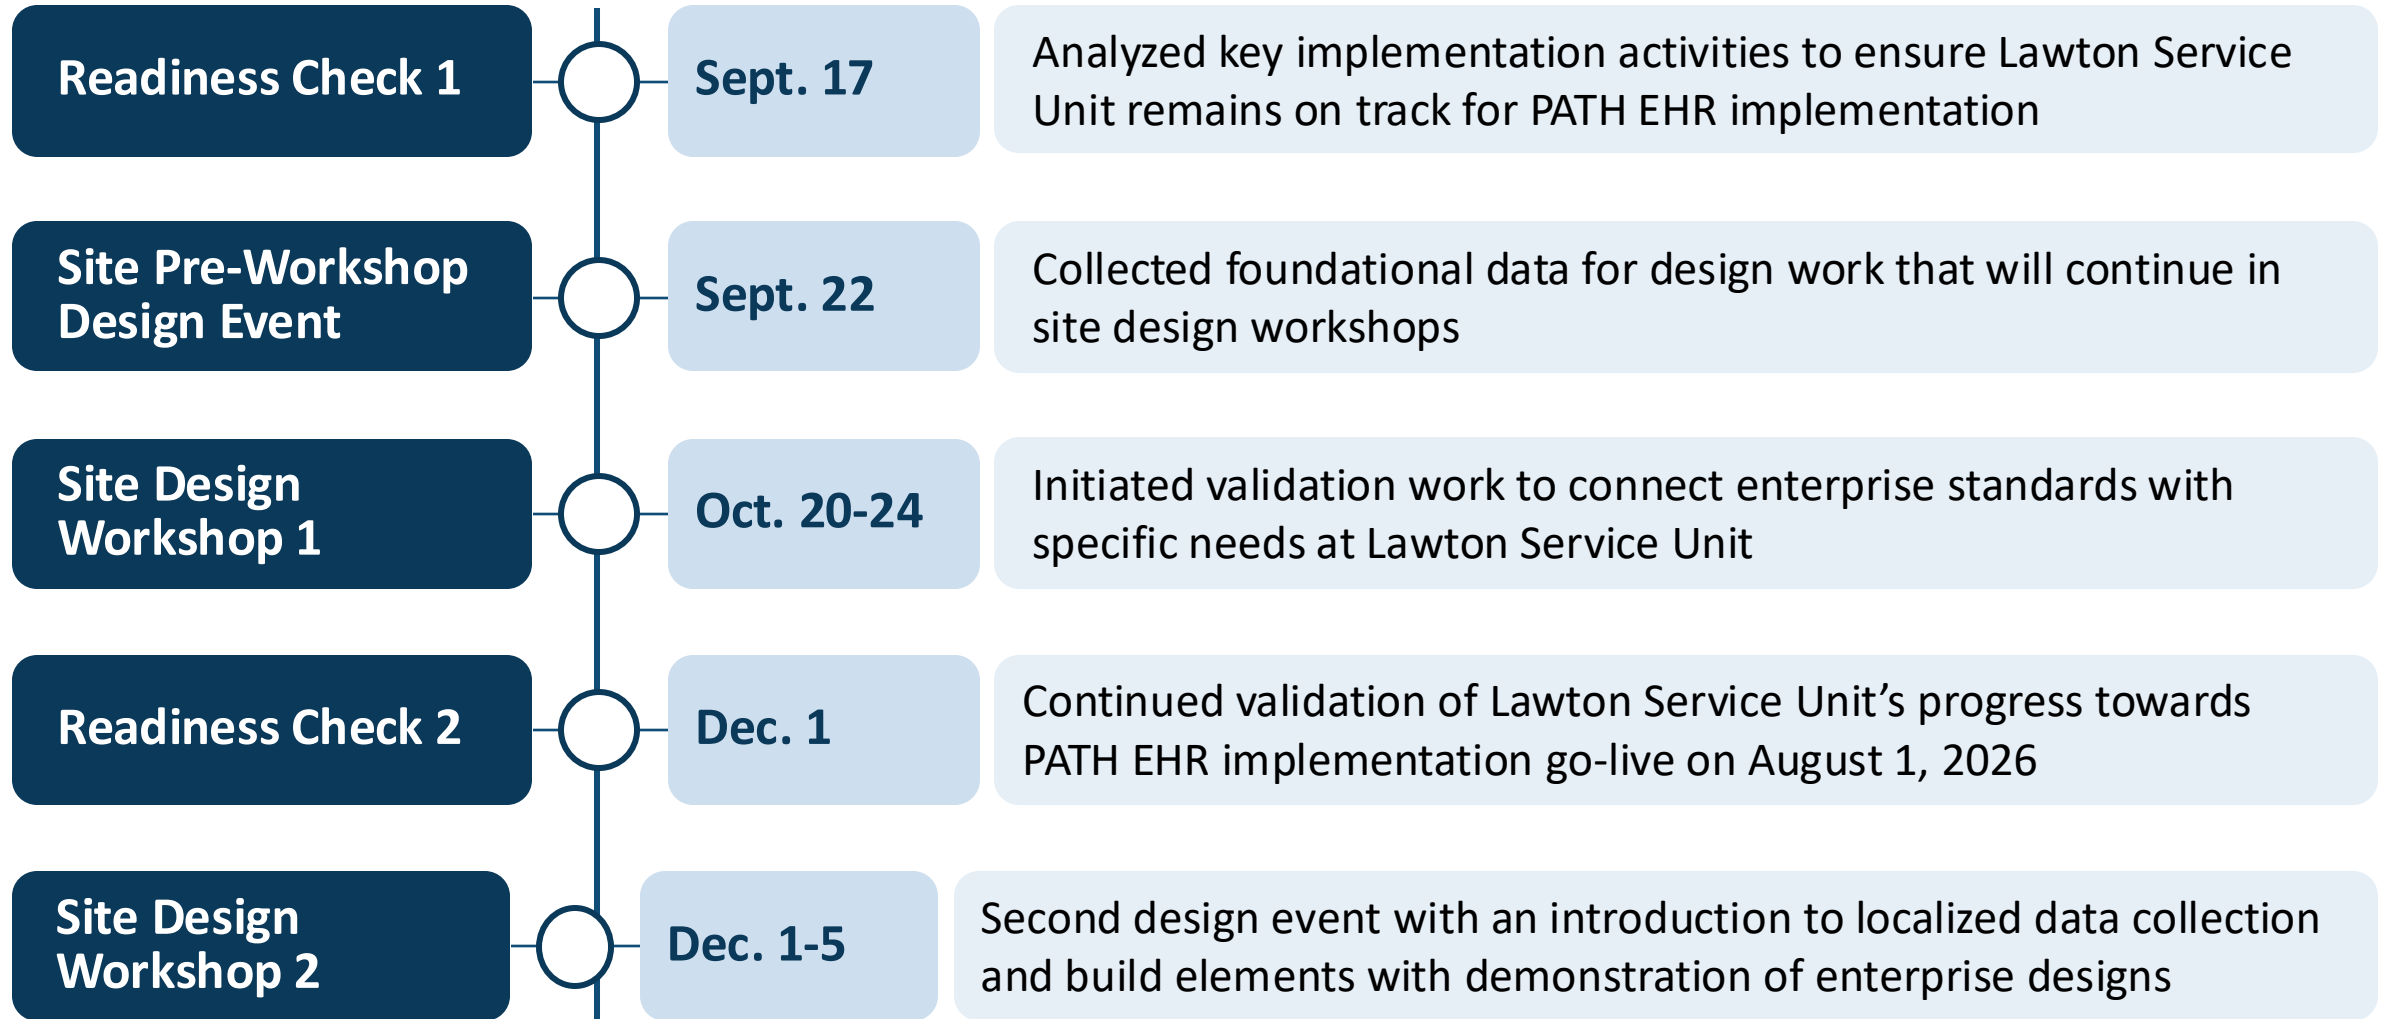 Readiness Check 1
Sept. 17
Analyzed key implementation activities to ensure Lawton Service
Unit remains on track for PATH EHR implementation
Site Pre-Workshop
Design Event
Sept. 22
Collected foundational data for design work that will continue in
site design workshops
Site Design
Workshop 1
Oct. 20-24
Initiated validation work to connect enterprise standards with
specific needs at Lawton Service Unit
Readiness Check 2
Dec. 1
Continued validation of Lawton Service Unit’s progress towards
PATH EHR implementation go-live on August 1, 2026
Site Design
Workshop 2
Dec. 1-5
Second design event with an introduction to localized data collection
and build elements with demonstration of enterprise designs